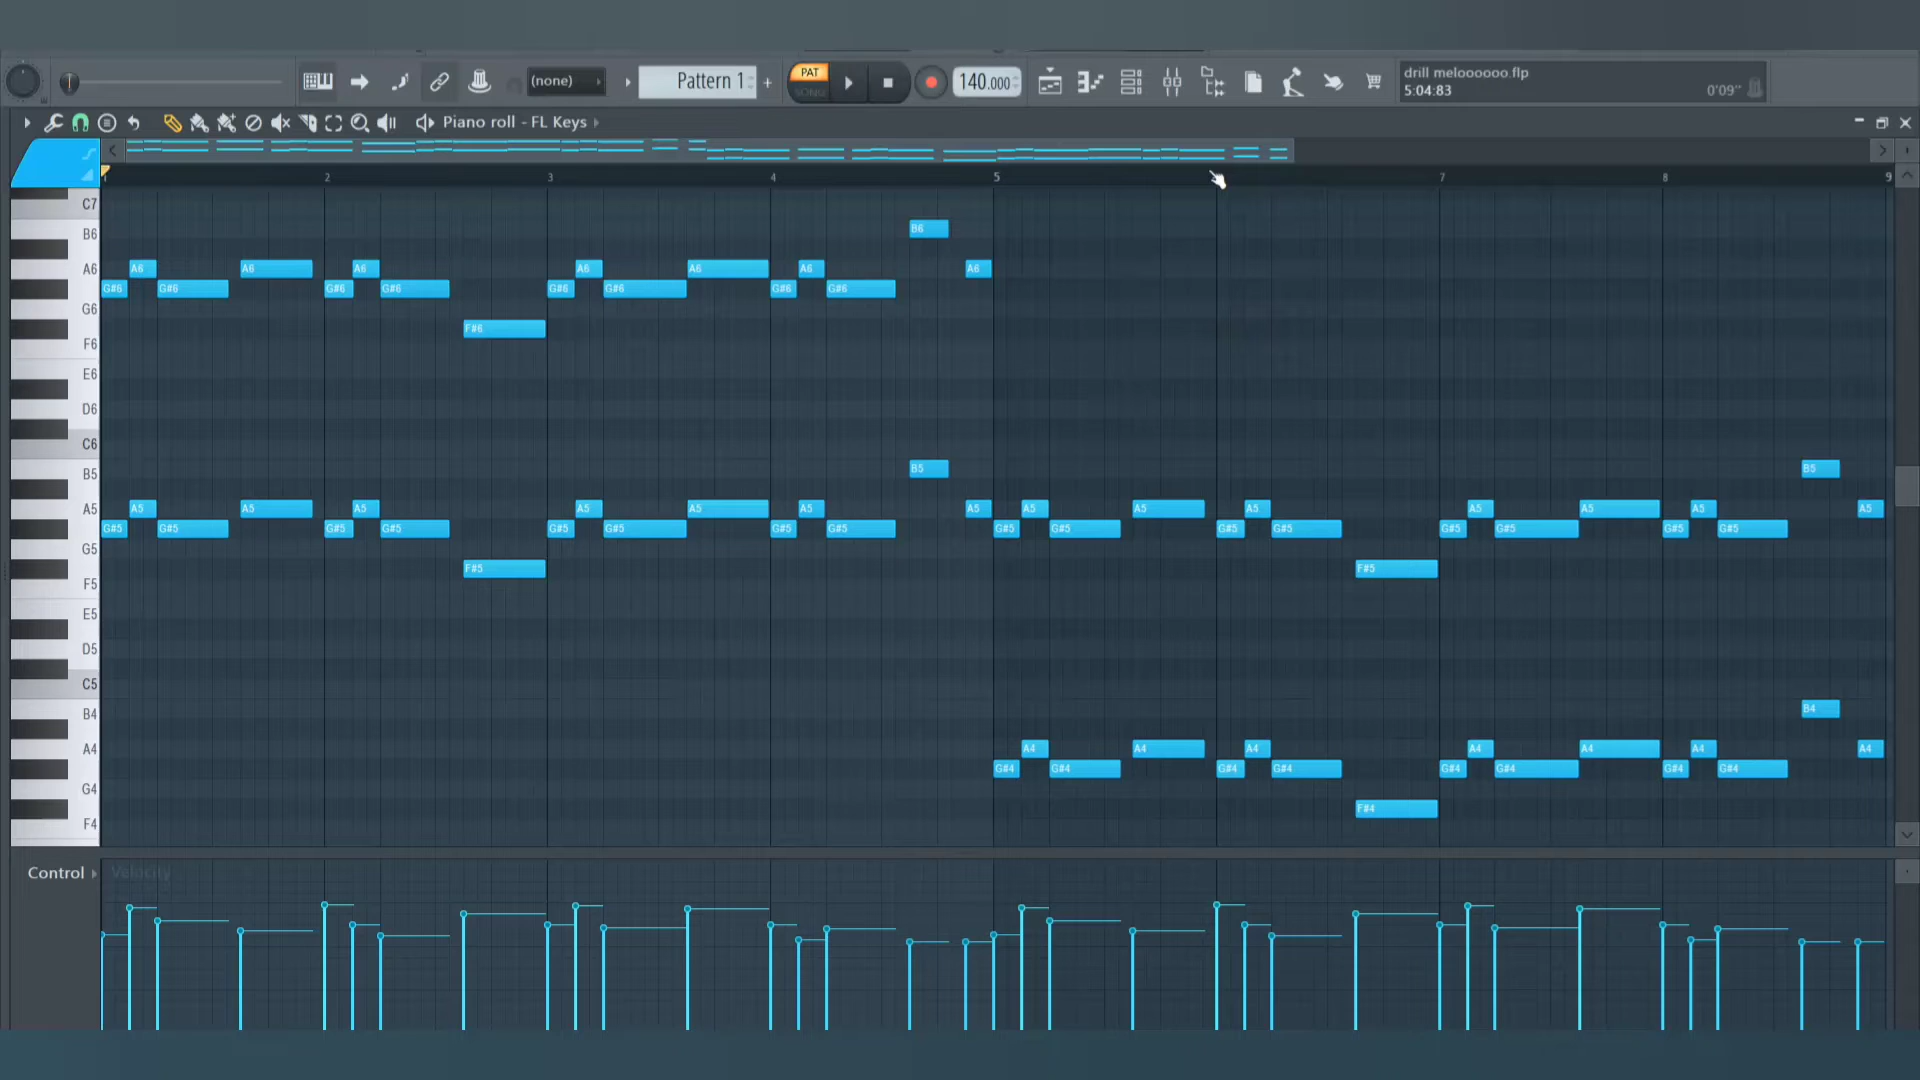 (none)
Pattern 1
+
PAT
SONG
140.000
drill meloooooo.flp
5:04:83
0'09"
Piano roll - FL Keys
2 3 4 5 7 8 9
C7
B6 B6
A6 A6 A6 A6 A6 A6 A6 A6
G#6 G#6 G#6 G#6 G#6 G#6 G#6 G#6
G6
F#6
F6
E6
D6
C6
B5 B5 B5
A5 A5 A5 A5 A5 A5 A5 A5 A5 A5 A5 A5 A5 A5 A5
G#5 G#5 G#5 G#5 G#5 G#5 G#5 G#5 G#5 G#5 G#5 G#5 G#5 G#5 G#5 G#5
G5
F#5 F#5
F5
E5
D5
C5
B4 B4
A4 A4 A4 A4 A4 A4 A4 A4
G#4 G#4 G#4 G#4 G#4 G#4 G#4 G#4
G4
F#4
F4
Control Velocity